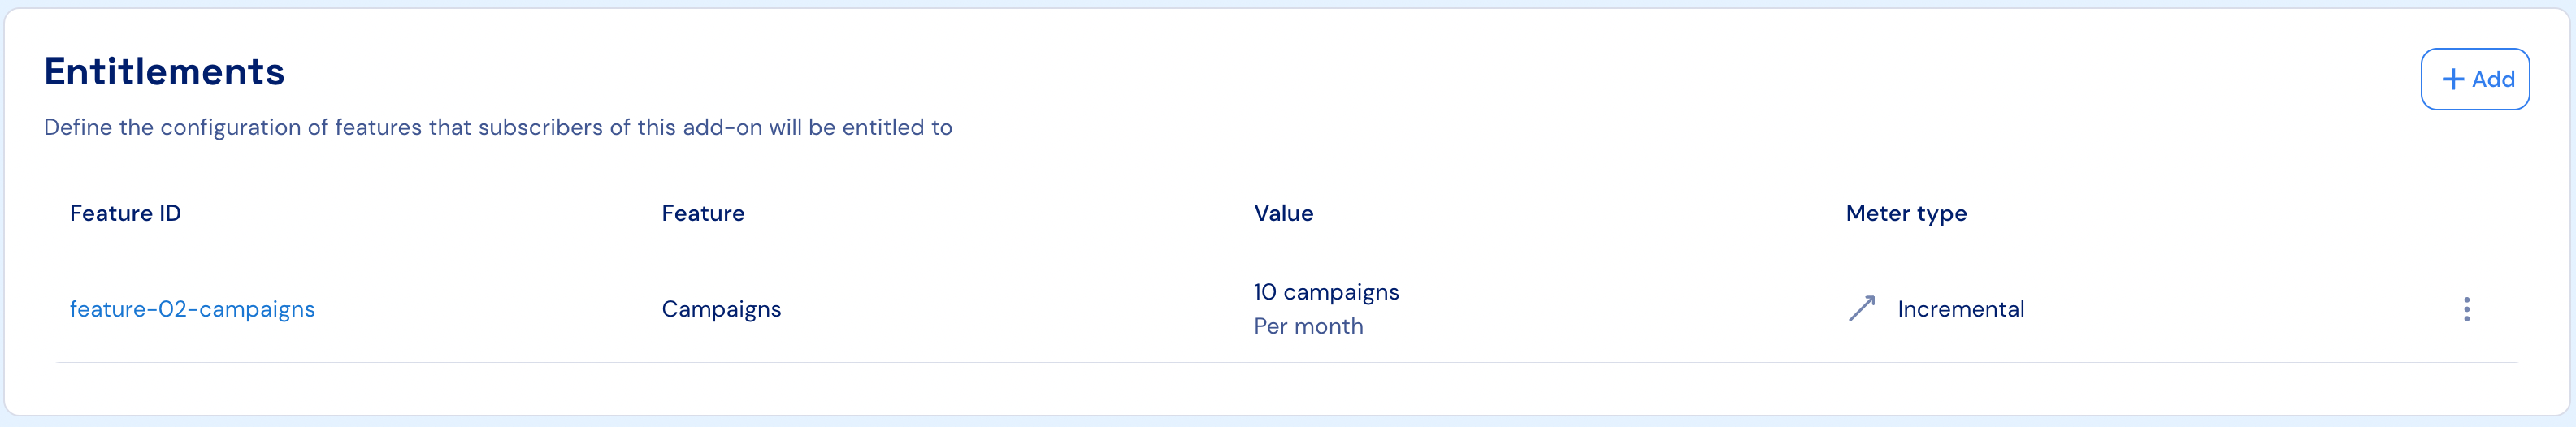 Entitlements
+ Add
Define the configuration of features that subscribers of this add-on will be entitled to
Feature ID Feature Value Meter type
feature-02-campaigns Campaigns 10 campaigns Incremental
Per month